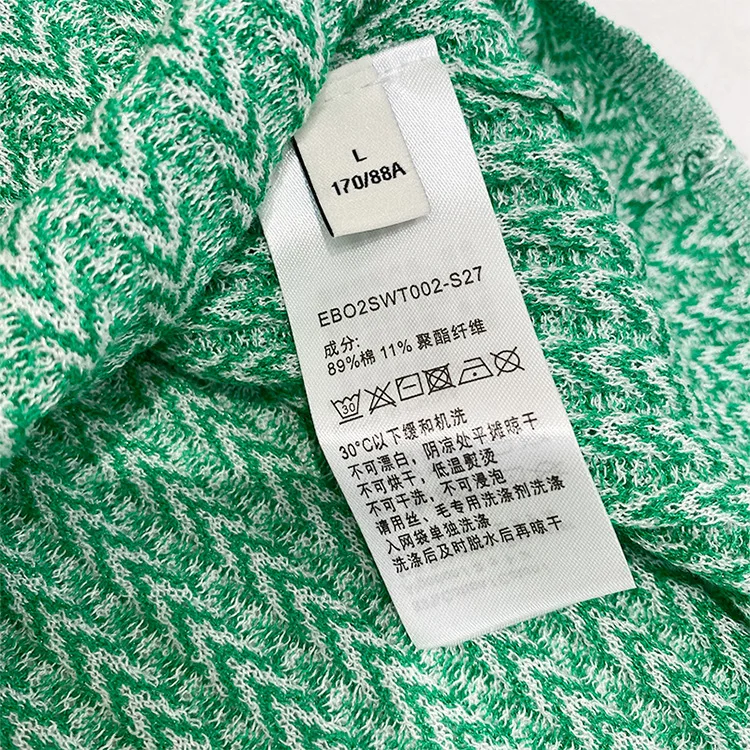 L
170/88A
EBO2SWT002-S27
成分:
89%棉 11% 聚酯纤维
30
30°C以下缓和机洗
不可漂白，阴凉处平摊晾干
不可烘干，低温熨烫
不可干洗，不可浸泡
请用丝、毛专用洗涤剂洗涤
入网袋单独洗涤
洗涤后及时脱水后再晾干